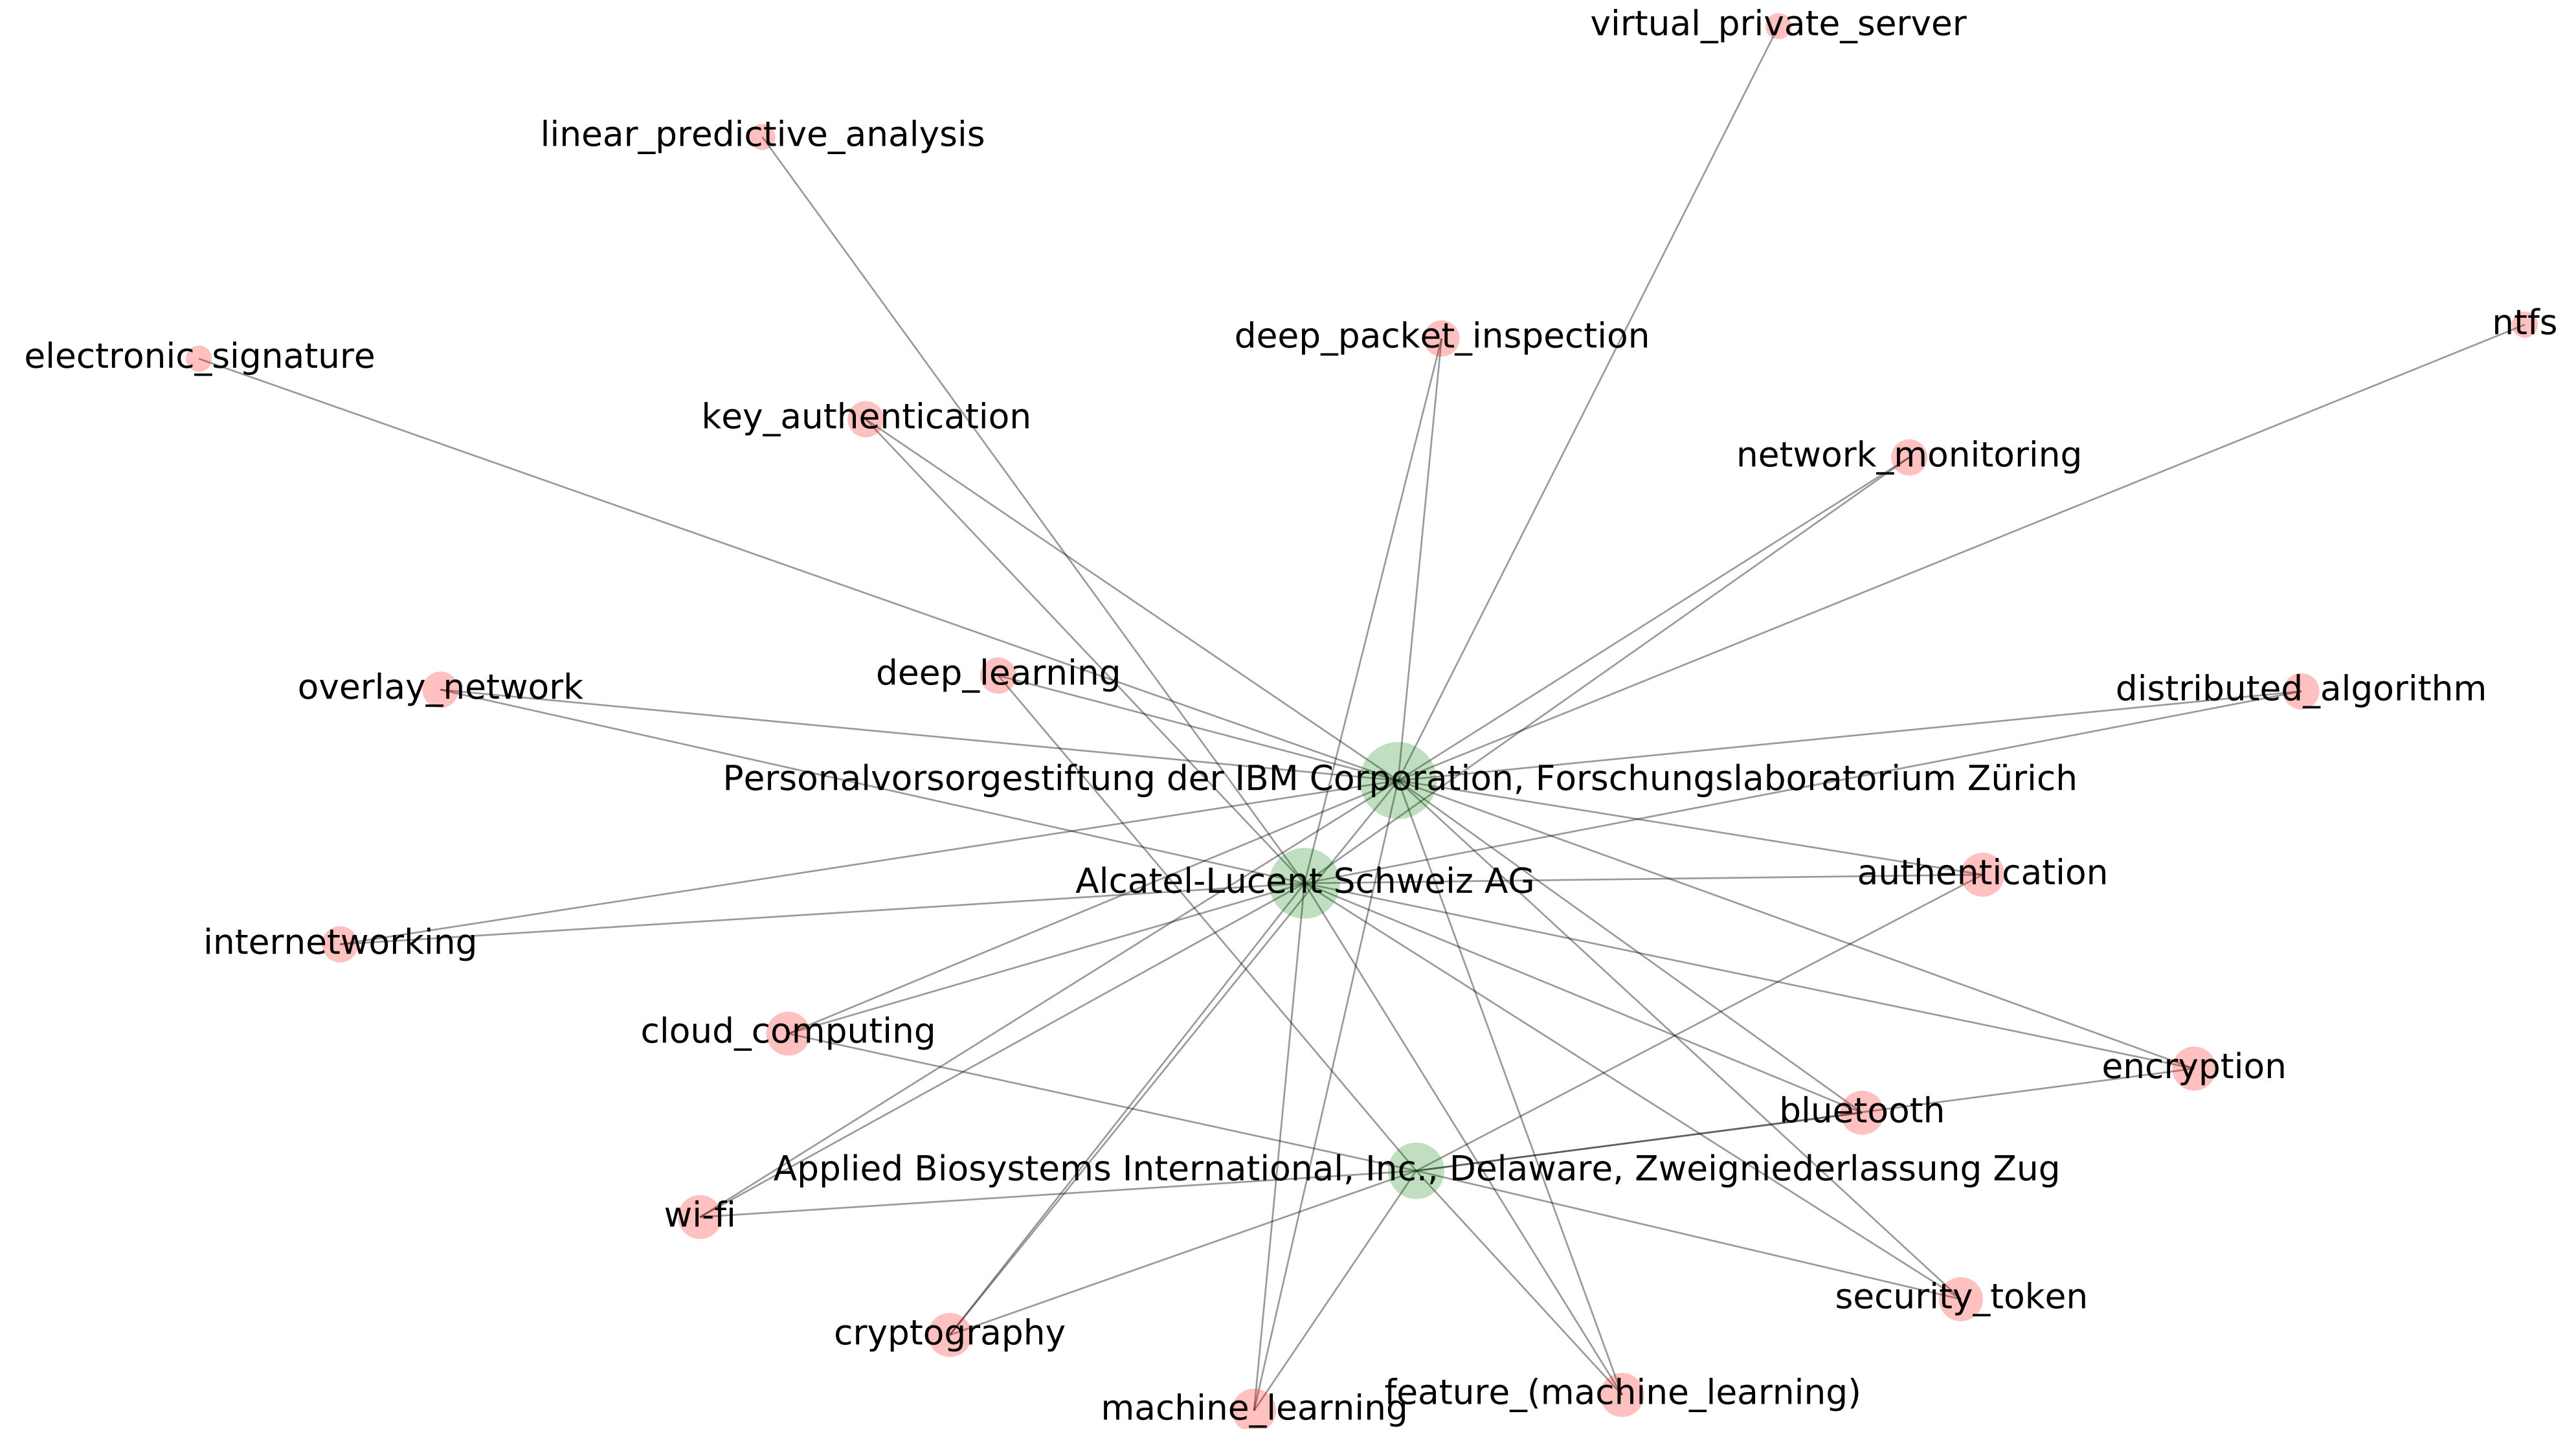 virtual_private_server
linear_predictive_analysis
ntfs
deep_packet_inspection
electronic_signature
key_authentication
network_monitoring
deep_learning
overlay_network
distributed_algorithm
Personalvorsorgestiftung der IBM Corporation, Forschungslaboratorium Zürich
authentication
Alcatel-Lucent Schweiz AG
internetworking
cloud_computing
encryption
bluetooth
Applied Biosystems International, Inc., Delaware, Zweigniederlassung Zug
wi-fi
security_token
cryptography
feature_(machine_learning)
machine_learning